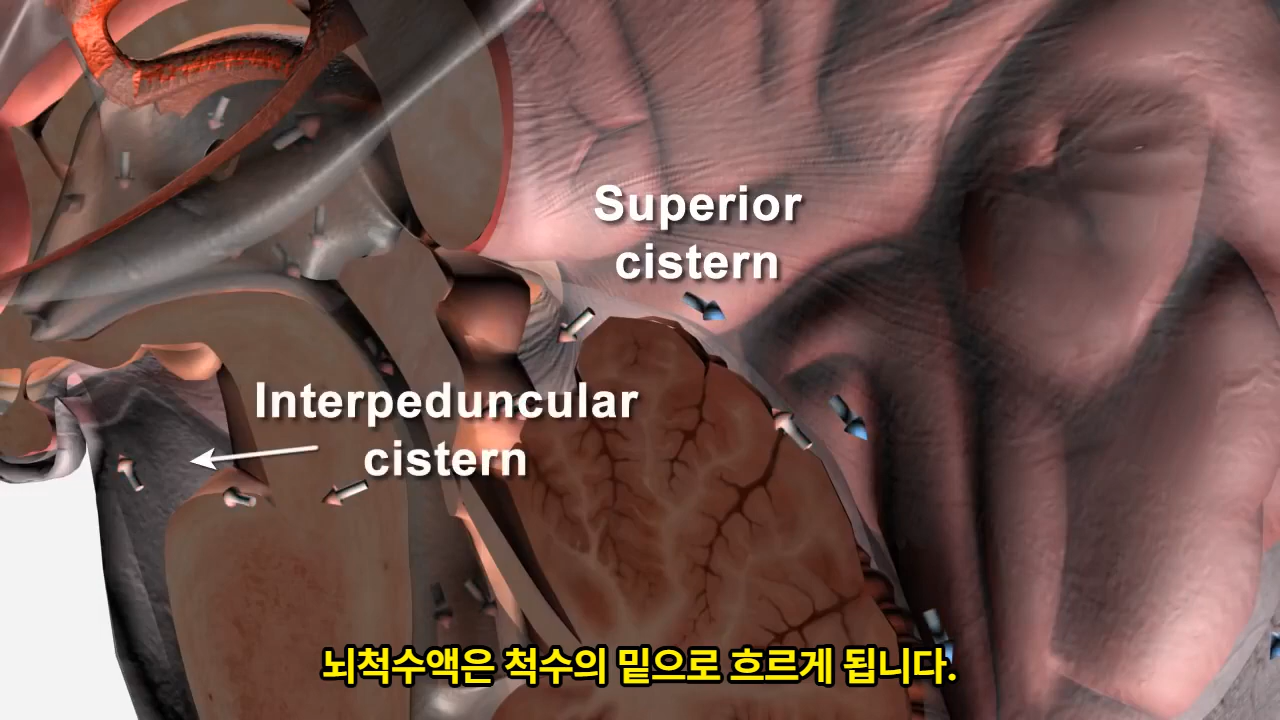 Superior
cistern
Interpeduncular
cistern
뇌척수액은 척수의 밑으로 흐르게 됩니다.